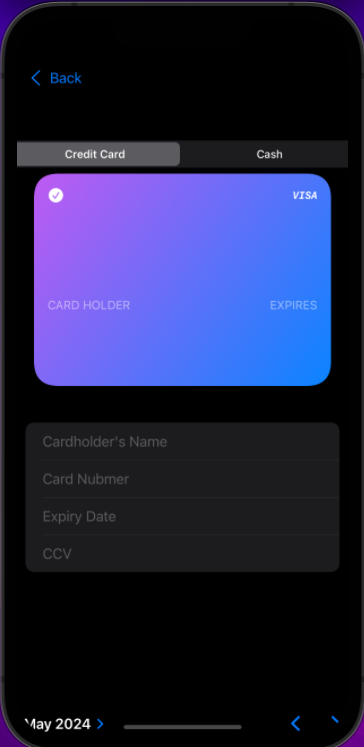 Back
Credit Card Cash
VISA
CARD HOLDER EXPIRES
Cardholder's Name
Card Nubmer
Expiry Date
CCV
May 2024